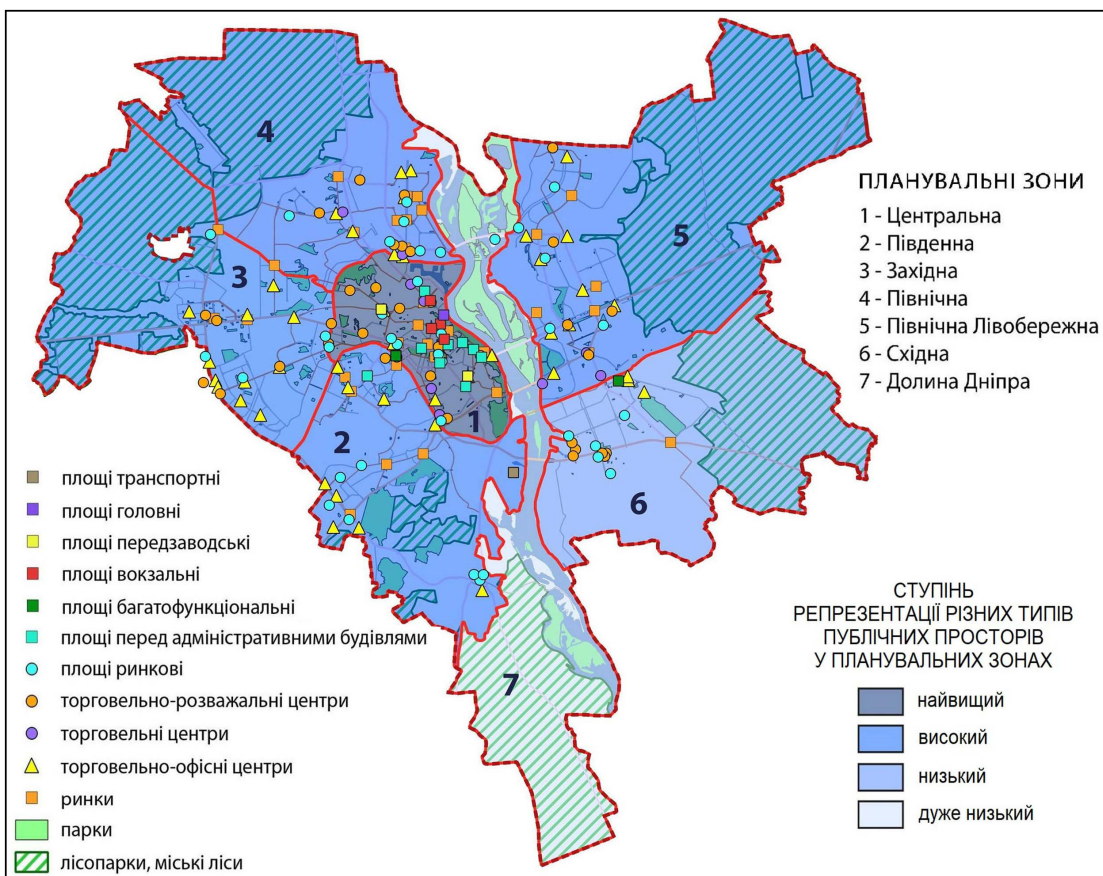 4
5
3
2
1
6
7
ПЛАНУВАЛЬНІ ЗОНИ
1 - Центральна
2 - Південна
3 - Західна
4 - Північна
5 - Північна Лівобережна
6 - Східна
7 - Долина Дніпра
площі транспортні
площі головні
площі передзаводські
площі вокзальні
площі багатофункціональні
площі перед адміністративними будівлями
площі ринкові
торговельно-розважальні центри
торговельні центри
торговельно-офісні центри
ринки
парки
лісопарки, міські ліси
СТУПІНЬ
РЕПРЕЗЕНТАЦІЇ РІЗНИХ ТИПІВ
ПУБЛІЧНИХ ПРОСТОРІВ
У ПЛАНУВАЛЬНИХ ЗОНАХ
найвищий
високий
низький
дуже низький